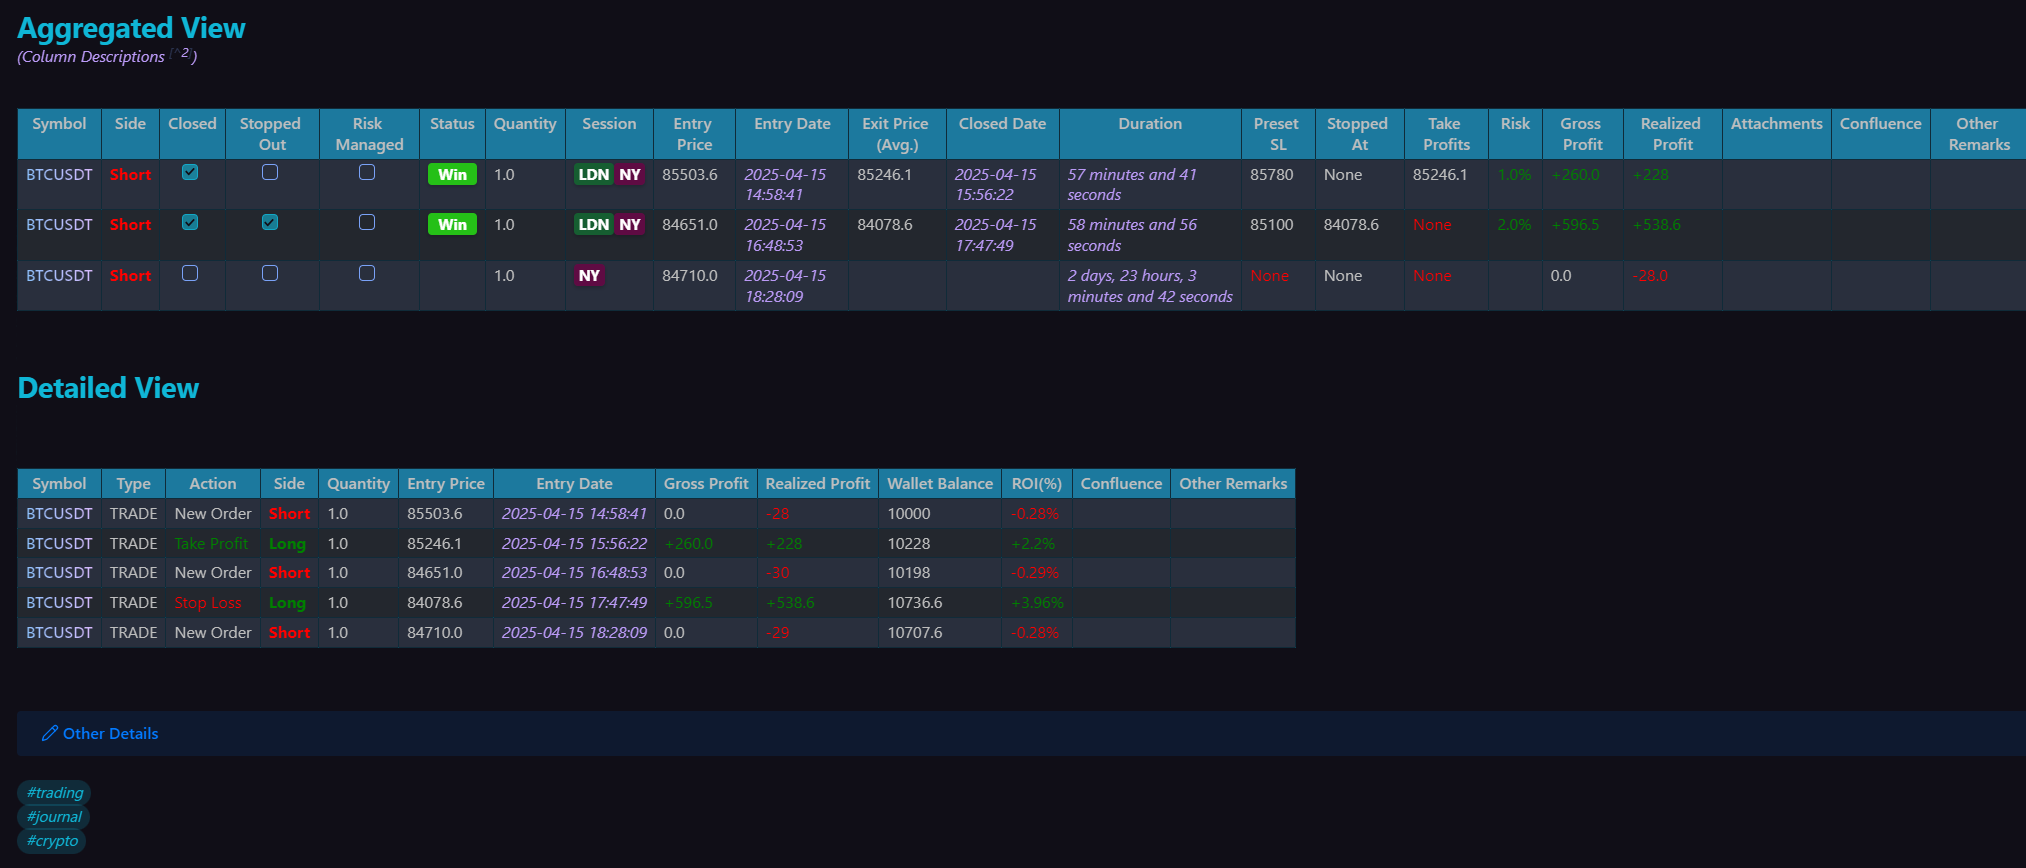 Aggregated View
(Column Descriptions [^2])
Symbol Side Closed Stopped Out Risk Managed Status Quantity Session Entry Price Entry Date Exit Price (Avg.) Closed Date Duration Preset SL Stopped At Take Profits Risk Gross Profit Realized Profit Attachments Confluence Other Remarks
BTCUSDT Short Win 1.0 LDN NY 85503.6 2025-04-15 14:58:41 85246.1 2025-04-15 15:56:22 57 minutes and 41 seconds 85780 None 85246.1 1.0% +260.0 +228
BTCUSDT Short Win 1.0 LDN NY 84651.0 2025-04-15 16:48:53 84078.6 2025-04-15 17:47:49 58 minutes and 56 seconds 85100 84078.6 None 2.0% +596.5 +538.6
BTCUSDT Short 1.0 NY 84710.0 2025-04-15 18:28:09 2 days, 23 hours, 3 minutes and 42 seconds None None None 0.0 -28.0
Detailed View
Symbol Type Action Side Quantity Entry Price Entry Date Gross Profit Realized Profit Wallet Balance ROI(%) Confluence Other Remarks
BTCUSDT TRADE New Order Short 1.0 85503.6 2025-04-15 14:58:41 0.0 -28 10000 -0.28%
BTCUSDT TRADE Take Profit Long 1.0 85246.1 2025-04-15 15:56:22 +260.0 +228 10228 +2.2%
BTCUSDT TRADE New Order Short 1.0 84651.0 2025-04-15 16:48:53 0.0 -30 10198 -0.29%
BTCUSDT TRADE Stop Loss Long 1.0 84078.6 2025-04-15 17:47:49 +596.5 +538.6 10736.6 +3.96%
BTCUSDT TRADE New Order Short 1.0 84710.0 2025-04-15 18:28:09 0.0 -29 10707.6 -0.28%
Other Details
#trading
#journal
#crypto